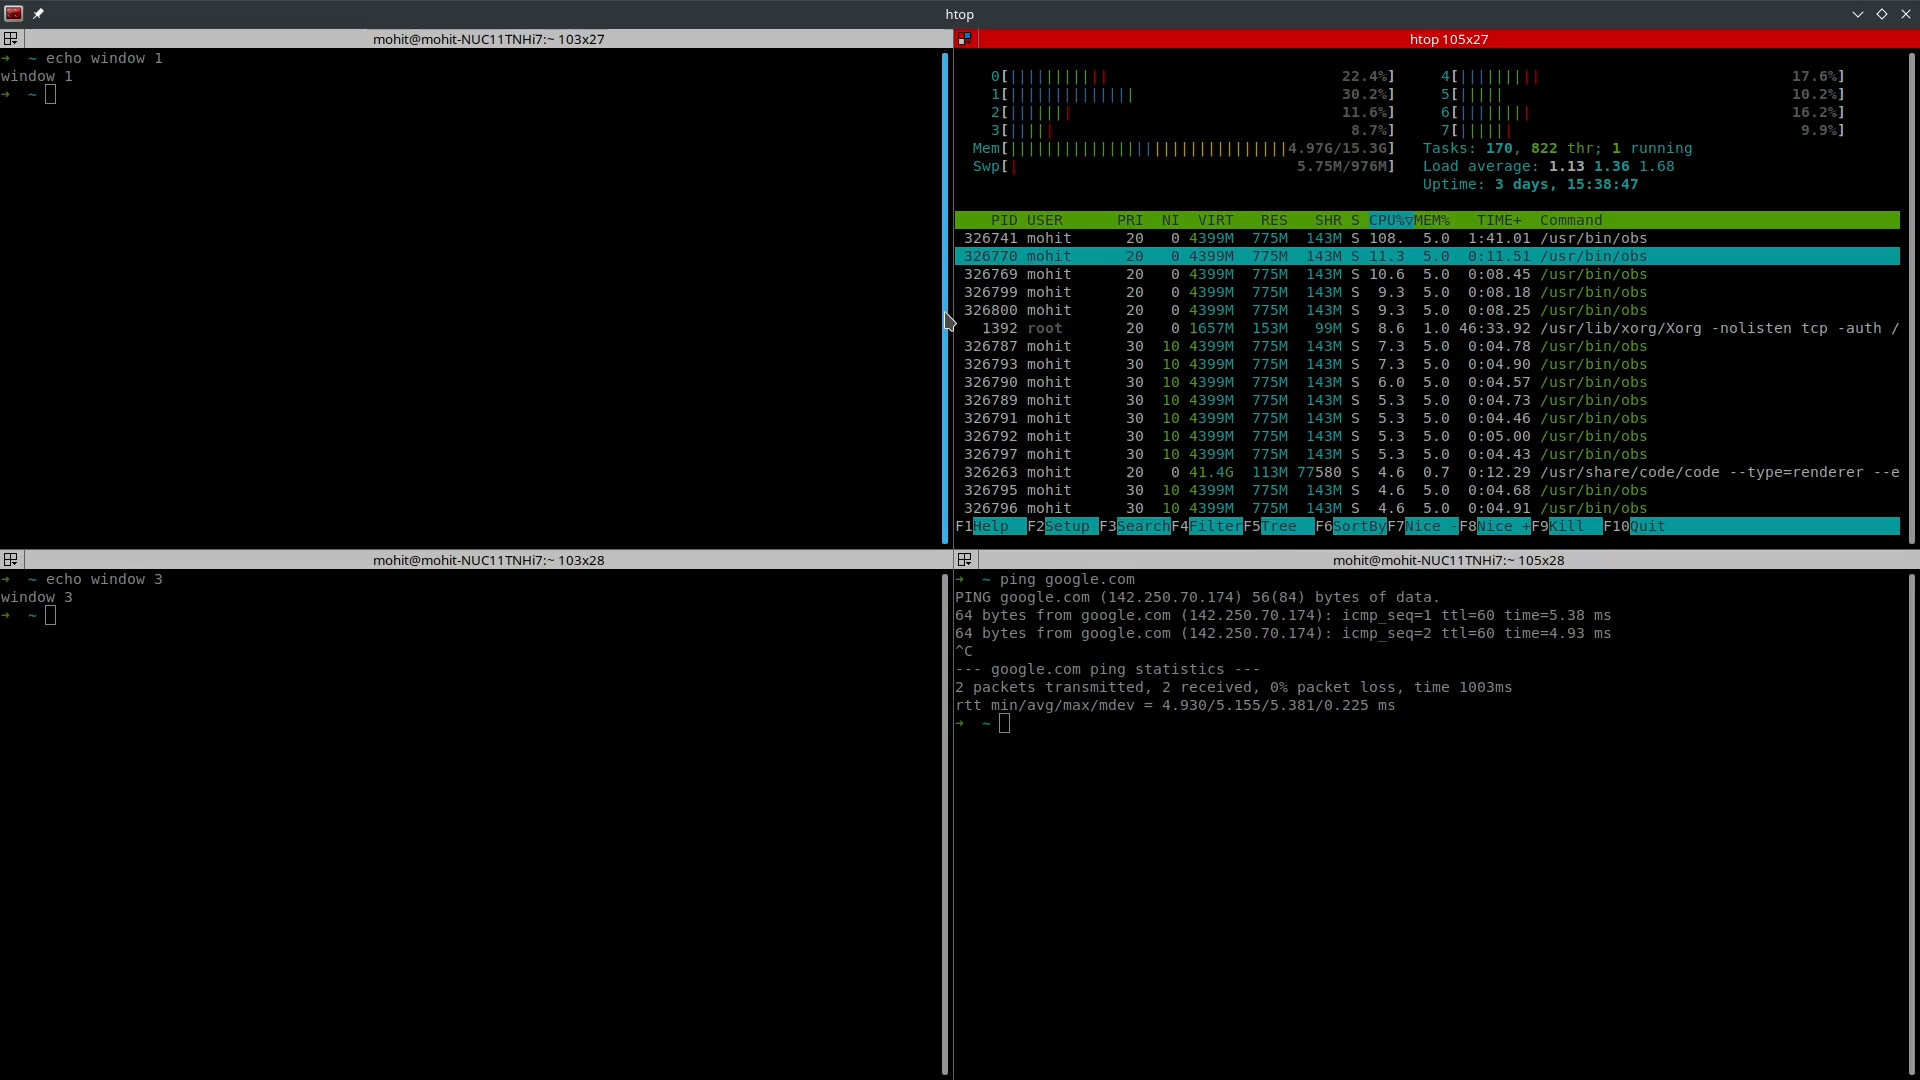 htop
mohit@mohit-NUC11TNHi7:~ 103x27
➜  ~ echo window 1
window 1
➜  ~
htop 105x27
0[||||||||||| 22.4%]
1[|||||||||||||| 30.2%]
2[||||||| 11.6%]
3[||||| 8.7%]
4[||||||||| 17.6%]
5[||||| 10.2%]
6[|||||||| 16.2%]
7[|||||| 9.9%]
Mem[|||||||||||||||||||||||||||||||4.97G/15.3G]
Swp[| 5.75M/976M]
Tasks: 170, 822 thr; 1 running
Load average: 1.13 1.36 1.68
Uptime: 3 days, 15:38:47
PID USER PRI NI VIRT RES SHR S CPU%▽MEM% TIME+ Command
326741 mohit 20 0 4399M 775M 143M S 108. 5.0 1:41.01 /usr/bin/obs
326770 mohit 20 0 4399M 775M 143M S 11.3 5.0 0:11.51 /usr/bin/obs
326769 mohit 20 0 4399M 775M 143M S 10.6 5.0 0:08.45 /usr/bin/obs
326799 mohit 20 0 4399M 775M 143M S 9.3 5.0 0:08.18 /usr/bin/obs
326800 mohit 20 0 4399M 775M 143M S 9.3 5.0 0:08.25 /usr/bin/obs
1392 root 20 0 1657M 153M 99M S 8.6 1.0 46:33.92 /usr/lib/xorg/Xorg -nolisten tcp -auth /
326787 mohit 30 10 4399M 775M 143M S 7.3 5.0 0:04.78 /usr/bin/obs
326793 mohit 30 10 4399M 775M 143M S 7.3 5.0 0:04.90 /usr/bin/obs
326790 mohit 30 10 4399M 775M 143M S 6.0 5.0 0:04.57 /usr/bin/obs
326789 mohit 30 10 4399M 775M 143M S 5.3 5.0 0:04.73 /usr/bin/obs
326791 mohit 30 10 4399M 775M 143M S 5.3 5.0 0:04.46 /usr/bin/obs
326792 mohit 30 10 4399M 775M 143M S 5.3 5.0 0:05.00 /usr/bin/obs
326797 mohit 30 10 4399M 775M 143M S 5.3 5.0 0:04.43 /usr/bin/obs
326263 mohit 20 0 41.4G 113M 77580 S 4.6 0.7 0:12.29 /usr/share/code/code --type=renderer --e
326795 mohit 30 10 4399M 775M 143M S 4.6 5.0 0:04.68 /usr/bin/obs
326796 mohit 30 10 4399M 775M 143M S 4.6 5.0 0:04.91 /usr/bin/obs
F1Help F2Setup F3SearchF4FilterF5Tree F6SortByF7Nice -F8Nice +F9Kill F10Quit
mohit@mohit-NUC11TNHi7:~ 103x28
➜  ~ echo window 3
window 3
➜  ~
mohit@mohit-NUC11TNHi7:~ 105x28
➜  ~ ping google.com
PING google.com (142.250.70.174) 56(84) bytes of data.
64 bytes from google.com (142.250.70.174): icmp_seq=1 ttl=60 time=5.38 ms
64 bytes from google.com (142.250.70.174): icmp_seq=2 ttl=60 time=4.93 ms
^C
--- google.com ping statistics ---
2 packets transmitted, 2 received, 0% packet loss, time 1003ms
rtt min/avg/max/mdev = 4.930/5.155/5.381/0.225 ms
➜  ~